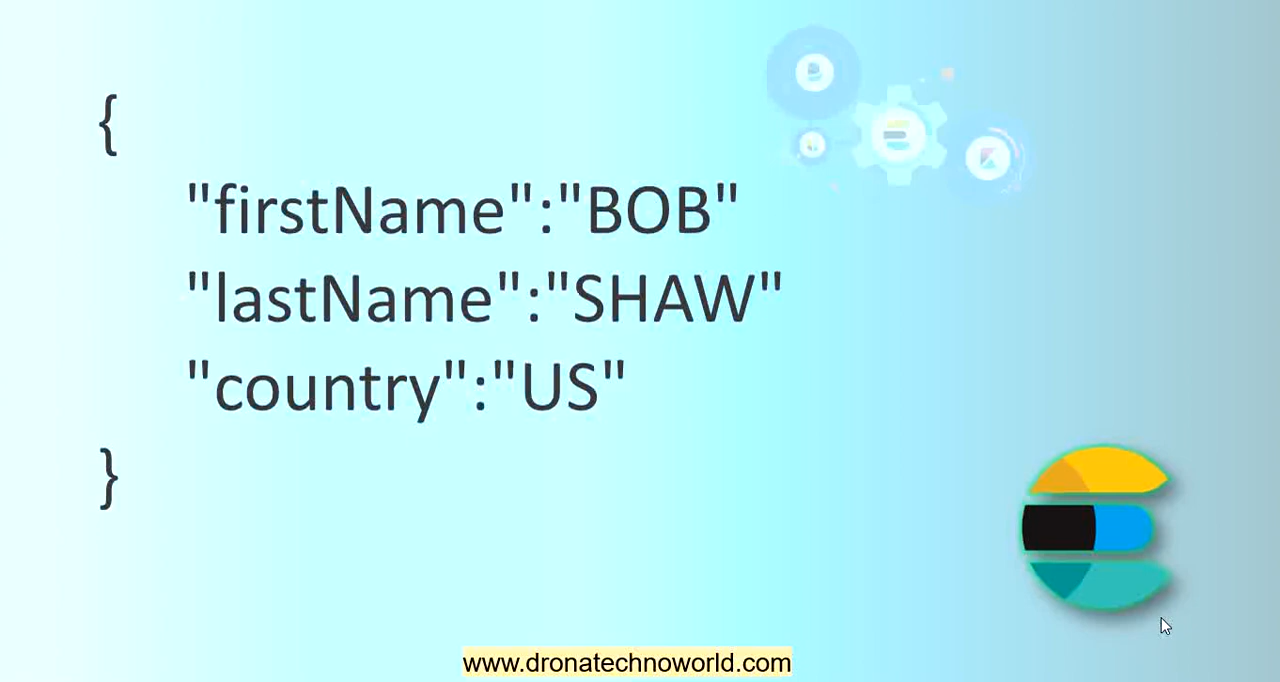 {
"firstName":"BOB"
"lastName":"SHAW"
"country":"US"
}
www.dronatechnoworld.com